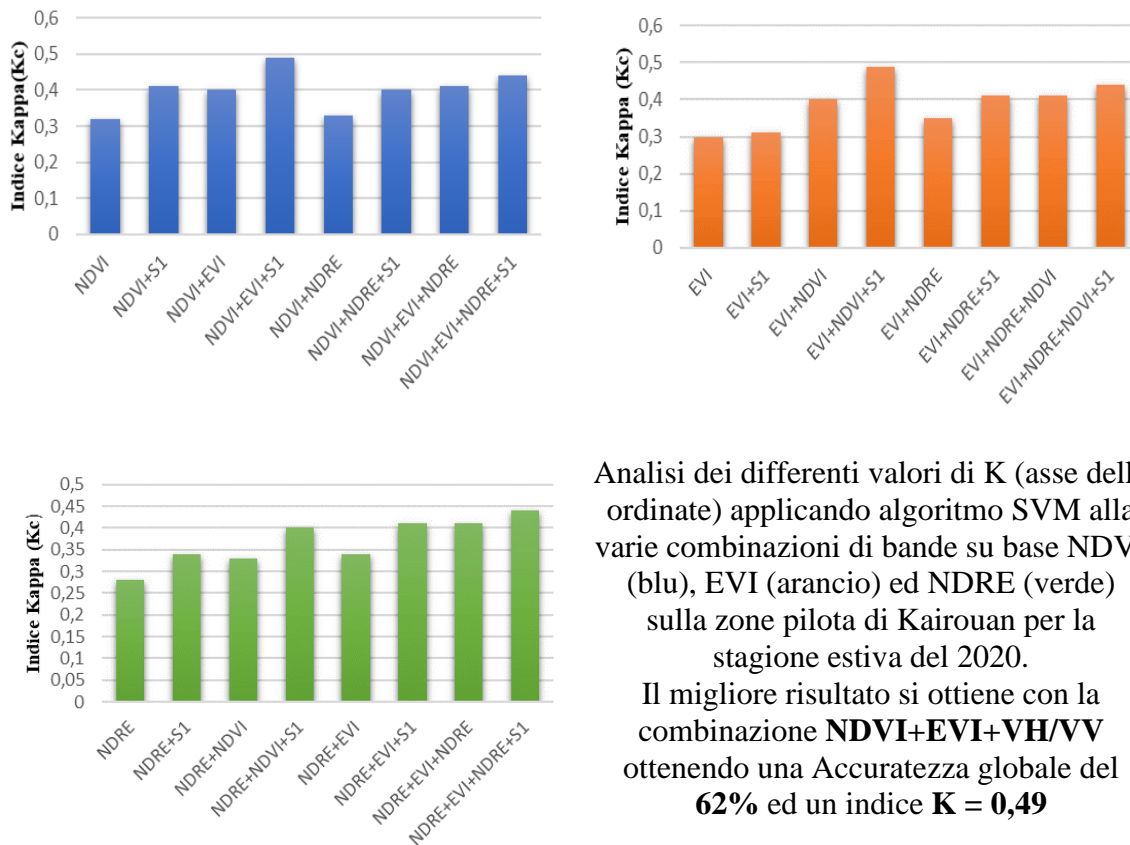 Indice Kappa(Kc)
0,6
0,5
0,4
0,3
0,2
0,1
0
NDVI
NDVI+S1
NDVI+EVI
NDVI+EVI+S1
NDVI+NDRE
NDVI+NDRE+S1
NDVI+EVI+NDRE
NDVI+EVI+NDRE+S1
Indice Kappa (Kc)
0,6
0,5
0,4
0,3
0,2
0,1
0
EVI
EVI+S1
EVI+NDVI
EVI+NDVI+S1
EVI+NDRE
EVI+NDRE+S1
EVI+NDRE+NDVI
EVI+NDRE+NDVI+S1
Indice Kappa (Kc)
0,5
0,45
0,4
0,35
0,3
0,25
0,2
0,15
0,1
0,05
0
NDRE
NDRE+S1
NDRE+NDVI
NDRE+NDVI+S1
NDRE+EVI
NDRE+EVI+S1
NDRE+EVI+NDRE
NDRE+EVI+NDRE+S1
Analisi dei differenti valori di K (asse dell
ordinate) applicando algoritmo SVM alla
varie combinazioni di bande su base NDV
(blu), EVI (arancio) ed NDRE (verde)
sulla zone pilota di Kairouan per la
stagione estiva del 2020.
Il migliore risultato si ottiene con la
combinazione NDVI+EVI+VH/VV
ottenendo una Accuratezza globale del
62% ed un indice K = 0,49